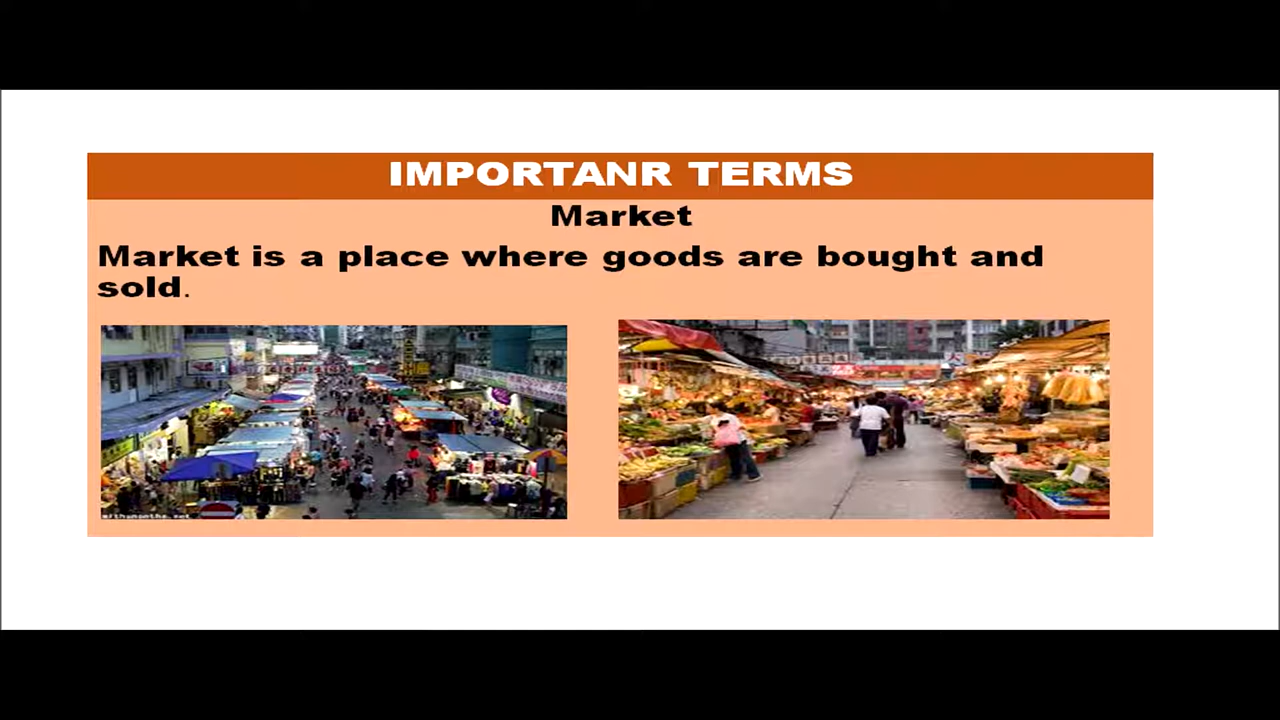 IMPORTANR TERMS
Market
Market is a place where goods are bought and
sold.